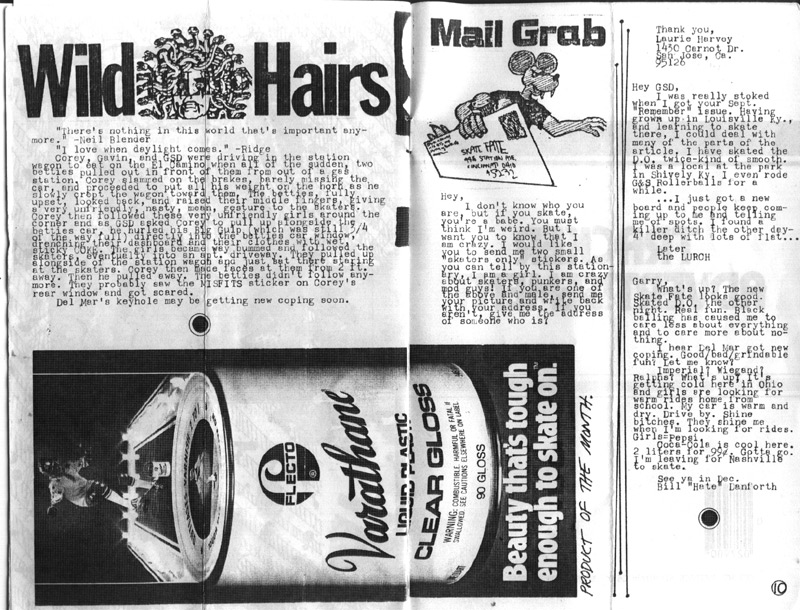 Wild Hairs
"There's nothing in this world that's important any-
more." -Neil Blender
"I love when daylight comes." -Ridge
Corey, Gavin, and GSD were driving in the station
wagon to eat on the El Camino when all of the sudden, two
betties pulled out in front of them from out of a gas
station. Corey slammed on the brakes, barely missing the
car, and proceeded to put all his weight on the horn as he
slowly crept the wagon toward them. The betties, fully
upset, looked back, and raised their middle fingers, giving
a very unfriendly, nasty, mean, gesture to the skaters.
Corey then followed these very unfriendly girls around the
corner and as GSD asked Corey to pull up alongside the
betties car, he hurled his Big Gulp (which was still 3/4
of the way full) directly into the betties car window,
drenching their dashboard and their clothes with wet,
sticky Coke. The girls became very bummed and followed the
skaters, eventually into an apt. driveway. They pulled up
alongside of the station wagon and just sat there staring
at the skaters. Corey then made faces at them from 2 ft.
away. Then he pulled away. The betties didn't follow any-
more. They probably saw the MISFITS sticker on Corey's
rear window and got scared.
Del Mar's keyhole may be getting new coping soon.
Mail Grab
SKATE FATE
Hey,
I don't know who you
are, but if you skate,
you're a babe. You must
think I'm weird. But I
want you to know that I
am crazy. I would like
you to send me two small
"skaters only" stickers. As
you can tell by this station-
ery, I am a girl. I am crazy
about skaters, punkers, and
mod guys! If you are one of
the above and male, send me
your picture and write back
with your address. If you
aren't, give me the address
of someone who is?
Thank you,
Laurie Harvey
1450 Carnot Dr.
San Jose, Ca.
95126
Hey GSD,
I was really stoked
when I got your Sept.
"Remember" issue. Having
grown up in Louisville Ky.,
and learning to skate
there, I could deal with
many of the parts of the
article. I have skated the
D.O. twice-kind of smooth.
I was a local at the park
in Shively Ky. I even rode
G&S Rollerballs for a
while.
...I just got a new
board and people keep com-
ing up to me and telling
me of spots. I found a
killer ditch the other day-
4' deep with lots of flat...
Later
the LURCH
Garry,
What's up? The new
Skate Fate looks good.
Skated D.O. the other
night. Real fun. Black
balling has caused me to
care less about everything
and to care more about no-
thing.
I hear Del Mar got new
coping. Good/bad/grindable
fun? Let me know?
Imperial? Wiegand?
Ralphs? What's up? It's
getting cold here in Ohio
and girls are looking for
warm rides home from
school. My car is warm and
dry. Drive by. Shine
bitches. They shine me
when I'm looking for rides.
Girls=Pepsi.
Coca-Cola is cool here.
2 liters for 99¢. Gotta go.
I'm leaving for Nashville
to skate.
See ya in Dec.
Bill "Hate" Danforth
FLECTO
Varathane
LIQUID PLASTIC
CLEAR GLOSS
WARNING: COMBUSTIBLE. HARMFUL OR FATAL IF
SWALLOWED. SEE CAUTIONS ELSEWHERE ON LABEL.
90 GLOSS
Beauty that's tough
enough to skate on.™
PRODUCT OF THE MONTH.
10